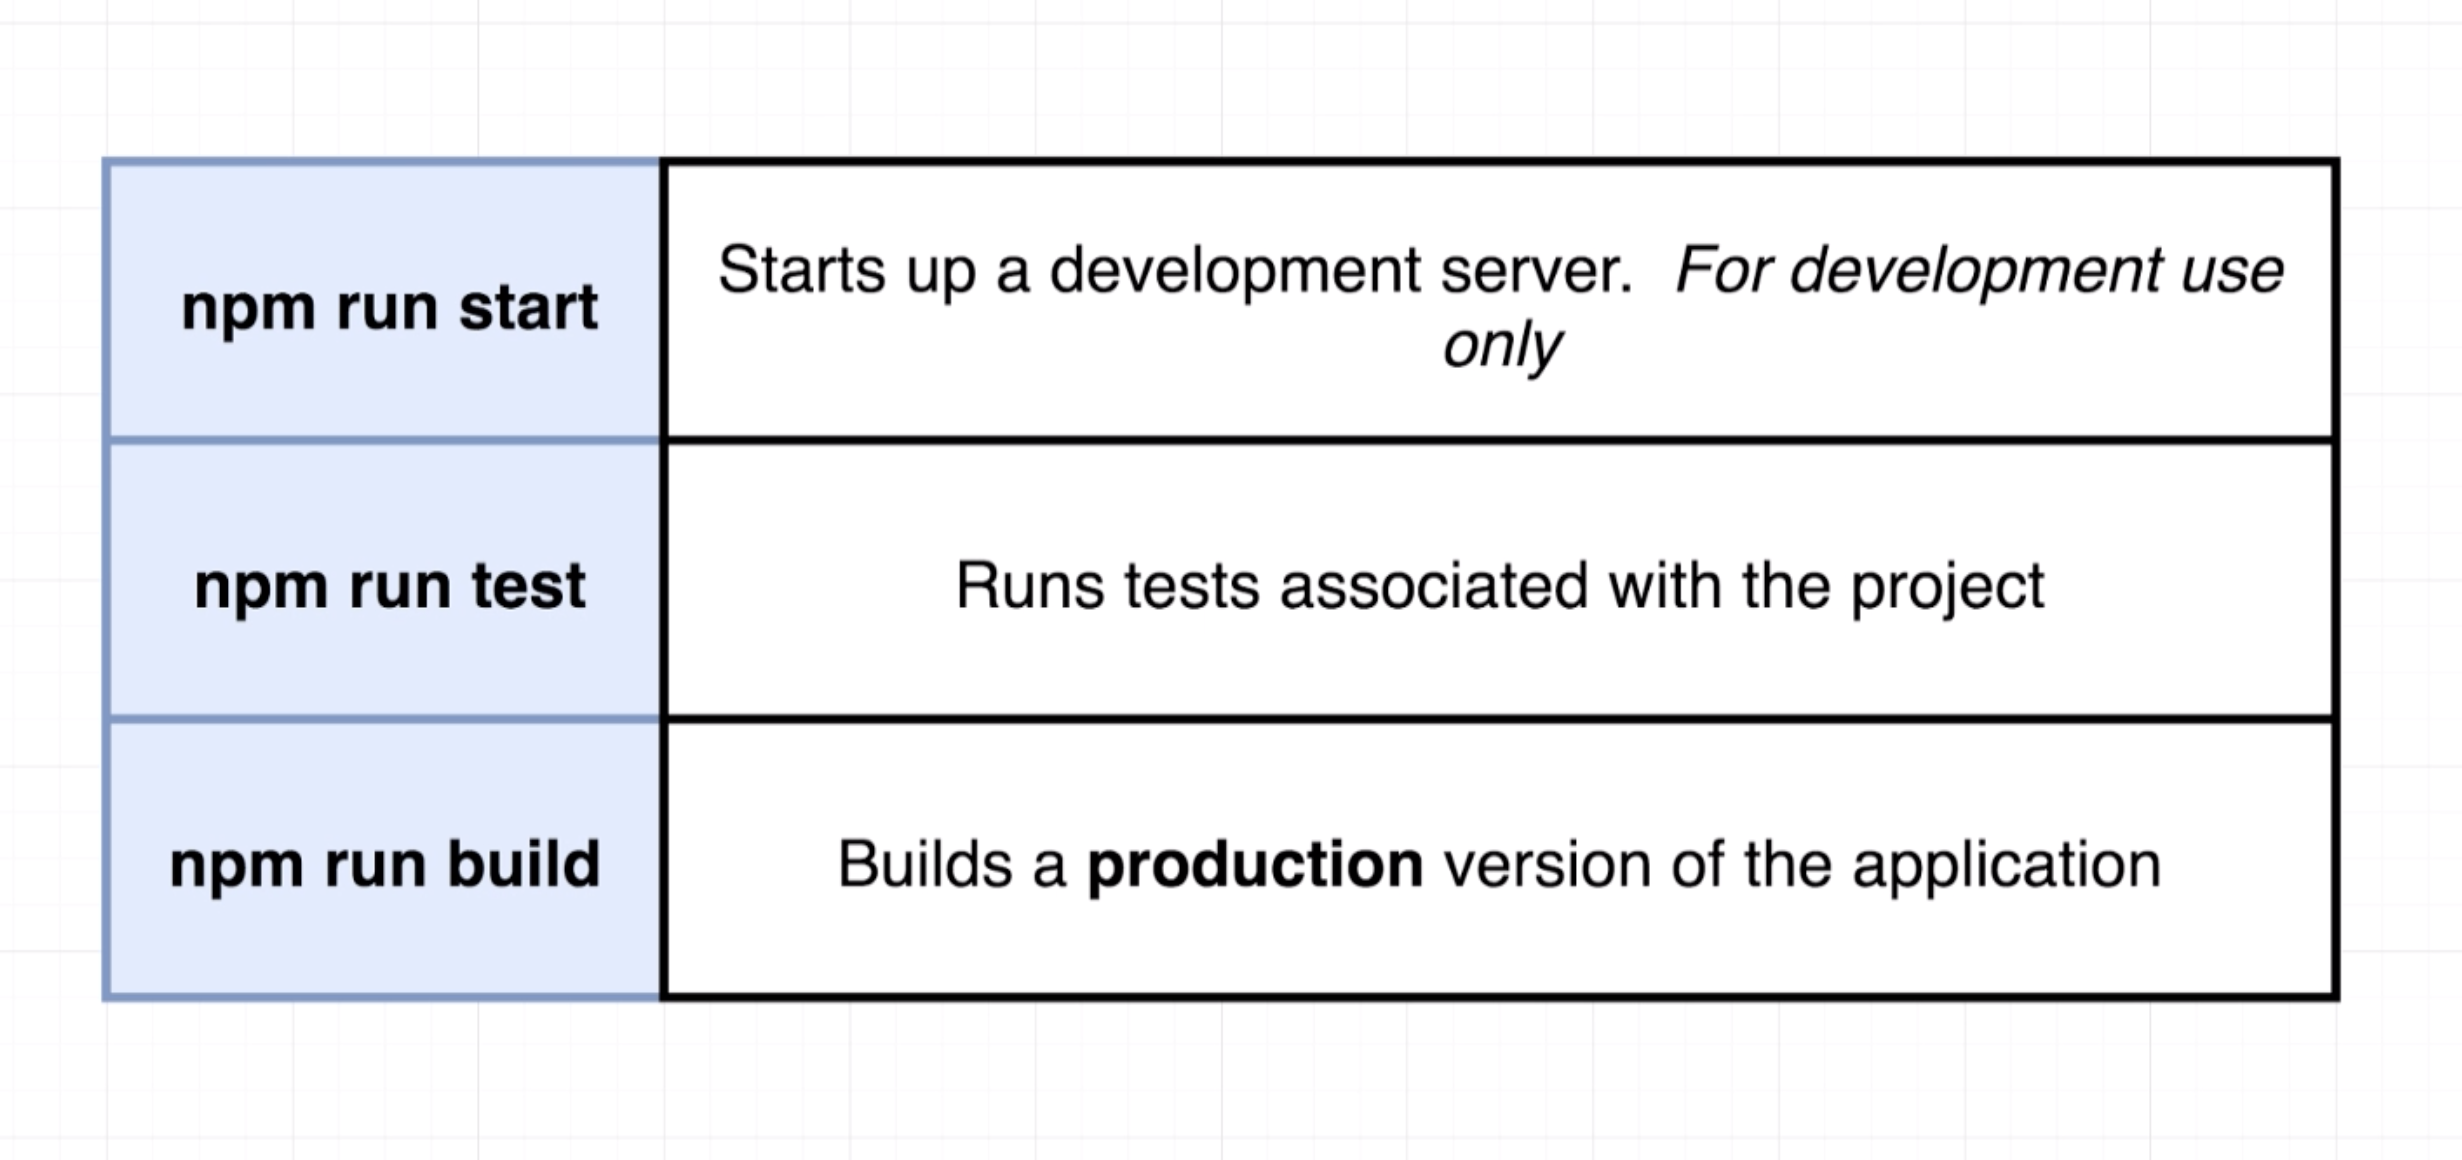 npm run start
Starts up a development server.  For development use
only
npm run test
Runs tests associated with the project
npm run build
Builds a production version of the application